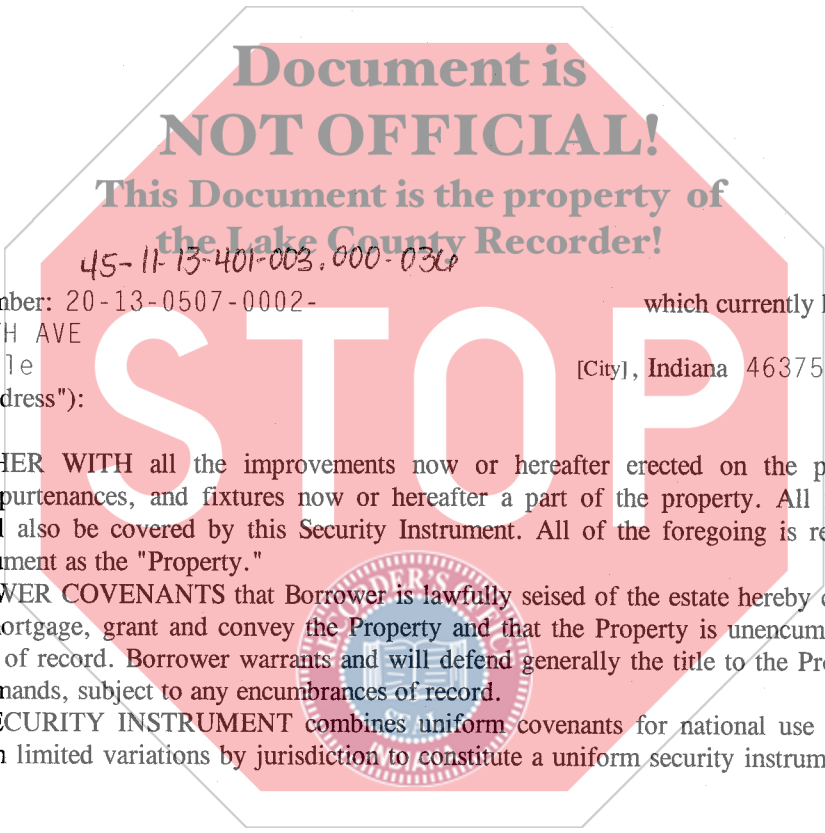 Document is
NOT OFFICIAL!
This Document is the property of
the Lake County Recorder!
45-11-13-401-003.000-036
mber: 20-13-0507-0002- which currently
H AVE
le [City], Indiana 46375
dress"):
STOP
HER WITH all the improvements now or hereafter erected on the p
purtenances, and fixtures now or hereafter a part of the property. All
l also be covered by this Security Instrument. All of the foregoing is re
ument as the "Property."
WER COVENANTS that Borrower is lawfully seised of the estate hereby
ortgage, grant and convey the Property and that the Property is unencum
of record. Borrower warrants and will defend generally the title to the Pro
mands, subject to any encumbrances of record.
ECURITY INSTRUMENT combines uniform covenants for national use
limited variations by jurisdiction to constitute a uniform security instrum
RECORDER'S OFFICE
SEAL
INDIANA